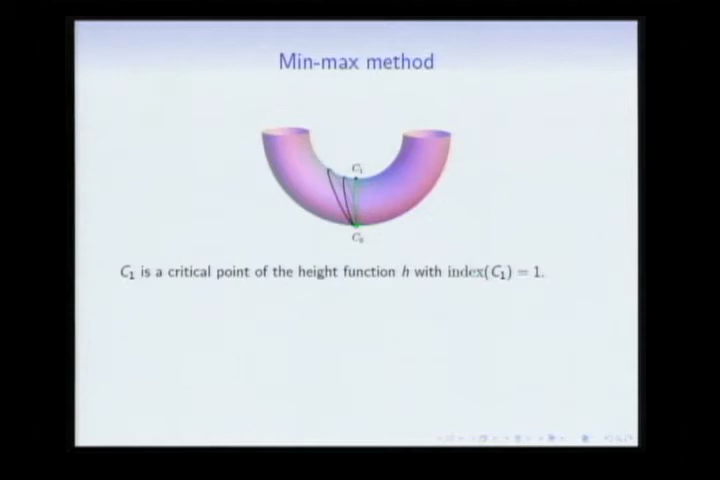 Min-max method
C₁
C₀
C₁ is a critical point of the height function h with index(C₁) = 1.